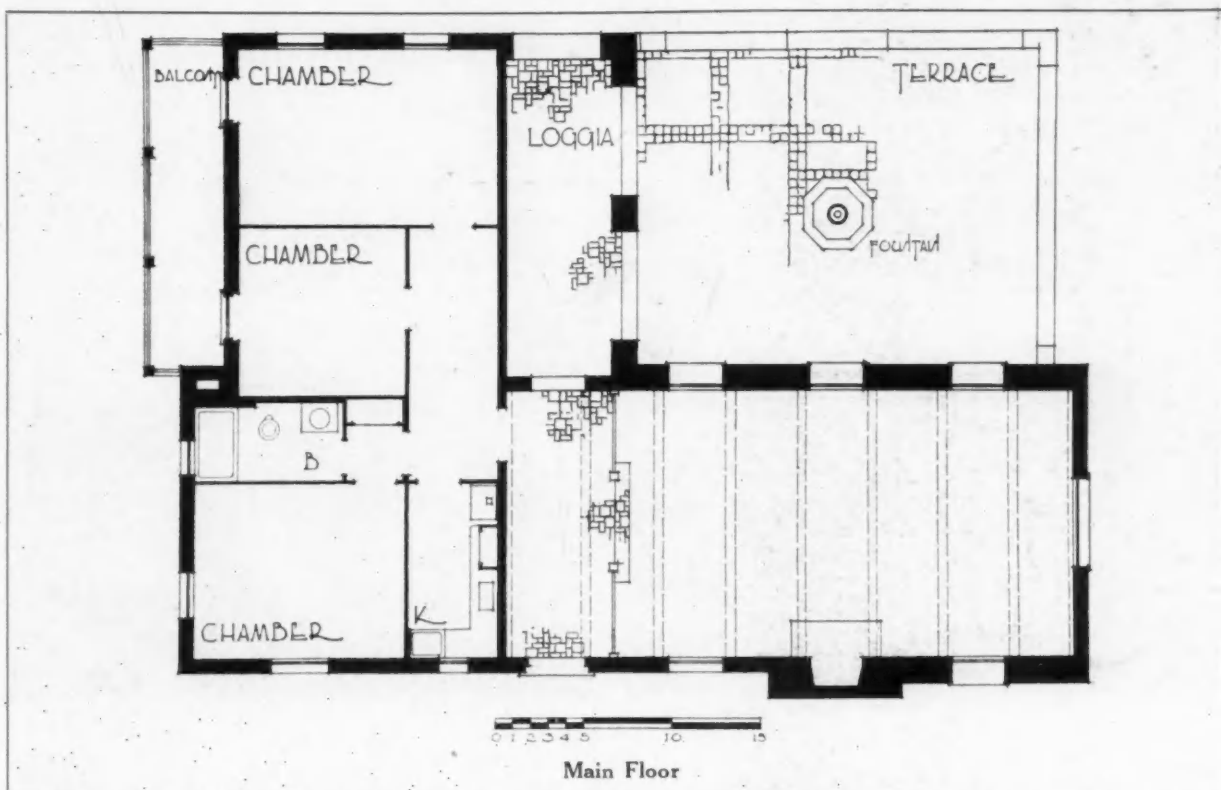 BALCONY
CHAMBER
LOGGIA
TERRACE
CHAMBER
FOUNTAIN
B
CHAMBER
K
0 1 2 3 4 5 10 15
Main Floor